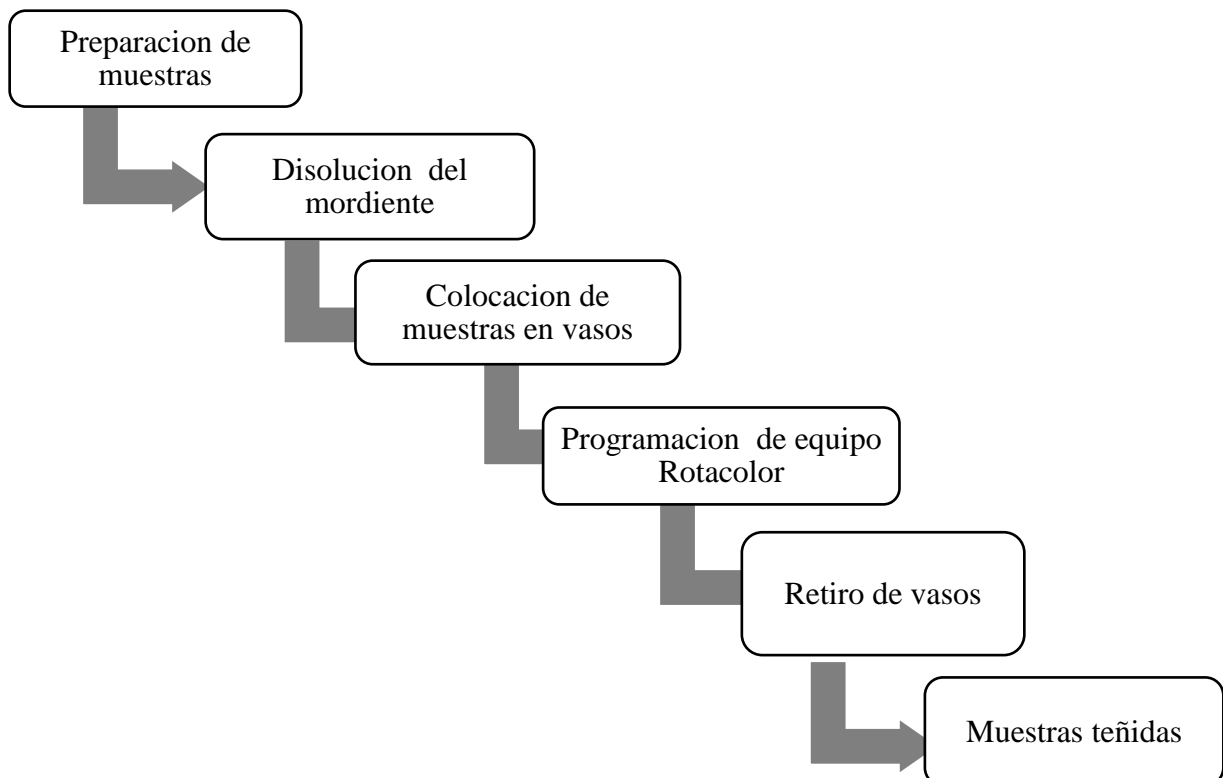 Preparacion de
muestras
Disolucion  del
mordiente
Colocacion de
muestras en vasos
Programacion  de equipo
Rotacolor
Retiro de vasos
Muestras teñidas